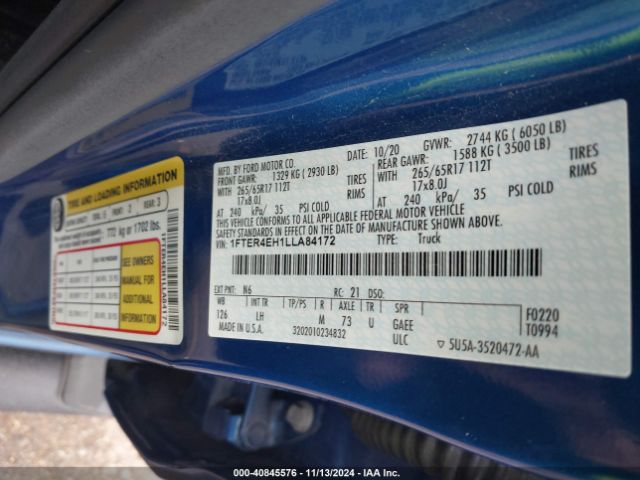 TIRE AND LOADING INFORMATION
772 kg or 1702 lbs.
SEE OWNERS
MANUAL FOR
ADDITIONAL
INFORMATION
1FTER4EH1LLA84172
MFD. BY FORD MOTOR CO.
DATE: 10/20 GVWR: 2744 KG ( 6050 LB)
FRONT GAWR: 1329 KG ( 2930 LB) REAR GAWR: 1588 KG ( 3500 LB)
WITH 265/65R17 112T TIRES WITH 265/65R17 112T TIRES
17x8.0J RIMS 17x8.0J RIMS
AT 240 kPa/ 35 PSI COLD AT 240 kPa/ 35 PSI COLD
THIS VEHICLE CONFORMS TO ALL APPLICABLE FEDERAL MOTOR VEHICLE
SAFETY STANDARDS IN EFFECT ON THE DATE OF MANUFACTURE SHOWN ABOVE.
VIN: 1FTER4EH1LLA84172 TYPE: Truck
EXT PNT: N6 RC: 21 DSO:
WB INT TR TP/PS R AXLE TR SPR
126 LH M 73 U GAEE
F0220
T0994
MADE IN U.S.A. 3202010234832 ULC
5U5A-3520472-AA
000-40845576 - 11/13/2024 - IAA Inc.